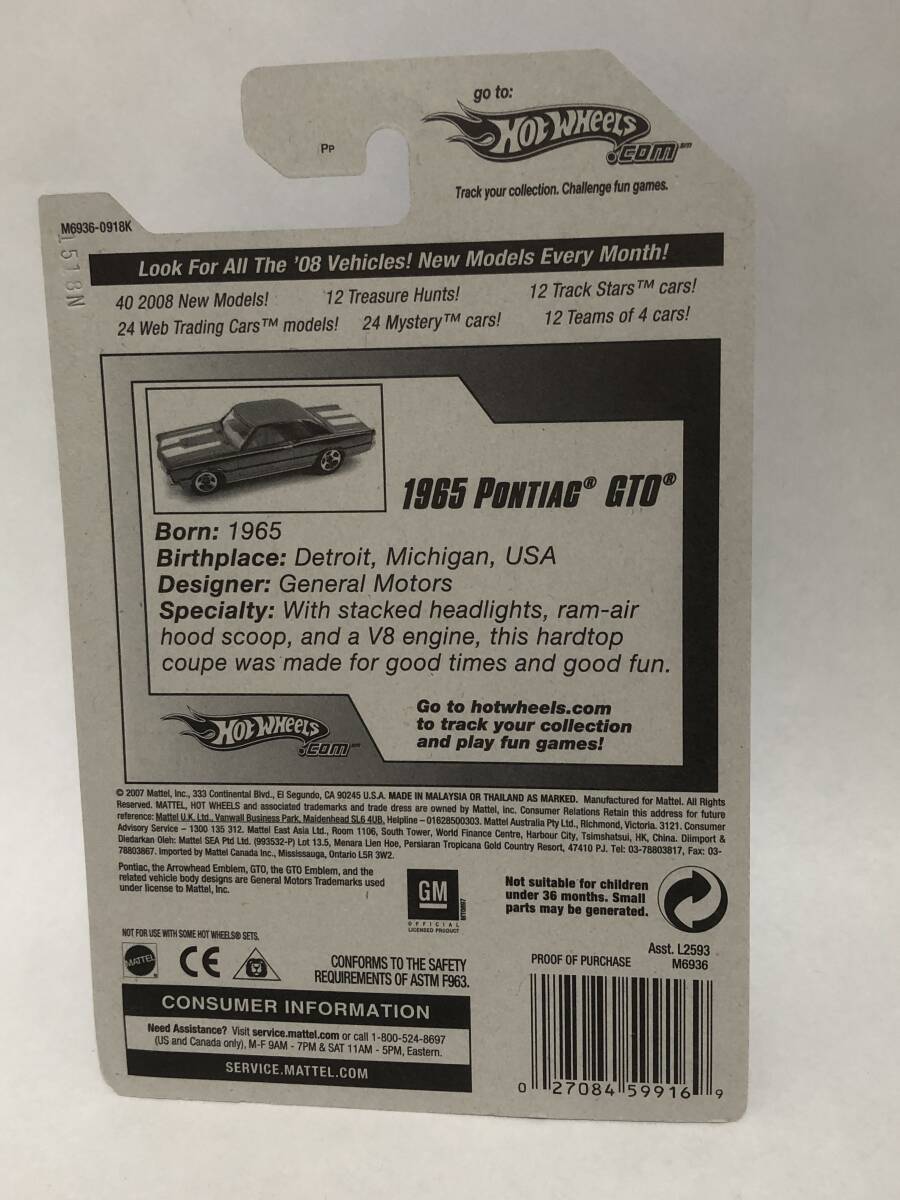 go to:
HOT WHEELS
.COM℠
Track your collection. Challenge fun games.
PP
M6936-0918K
1518N
Look For All The '08 Vehicles! New Models Every Month!
40 2008 New Models! 12 Treasure Hunts! 12 Track Stars™ cars!
24 Web Trading Cars™ models! 24 Mystery™ cars! 12 Teams of 4 cars!
1965 PONTIAC® GTO®
Born: 1965
Birthplace: Detroit, Michigan, USA
Designer: General Motors
Specialty: With stacked headlights, ram-air
hood scoop, and a V8 engine, this hardtop
coupe was made for good times and good fun.
HOT WHEELS
.COM℠
Go to hotwheels.com
to track your collection
and play fun games!
© 2007 Mattel, Inc., 333 Continental Blvd., El Segundo, CA 90245 U.S.A. MADE IN MALAYSIA OR THAILAND AS MARKED. Manufactured for Mattel. All Rights
Reserved. MATTEL, HOT WHEELS and associated trademarks and trade dress are owned by Mattel, Inc. Consumer Relations Retain this address for future
reference: Mattel U.K. Ltd., Vanwall Business Park, Maidenhead SL6 4UB. Helpline – 01628500303. Mattel Australia Pty Ltd., Richmond, Victoria. 3121. Consumer
Advisory Service – 1300 135 312. Mattel East Asia Ltd., Room 1106, South Tower, World Finance Centre, Harbour City, Tsimshatsui, HK, China. Diimport &
Diedarkan Oleh: Mattel SEA Ptd Ltd. (993532-P) Lot 13.5, Menara Lien Hoe, Persiaran Tropicana Gold Country Resort, 47410 PJ. Tel: 03-78803817, Fax: 03-
78803867. Imported by Mattel Canada Inc., Mississauga, Ontario L5R 3W2.
Pontiac, the Arrowhead Emblem, GTO, the GTO Emblem, and the
related vehicle body designs are General Motors Trademarks used
under license to Mattel, Inc.
GM
OFFICIAL
LICENSED PRODUCT
Not suitable for children
under 36 months. Small
parts may be generated.
NOT FOR USE WITH SOME HOT WHEELS® SETS.
MATTEL
CE
CONFORMS TO THE SAFETY
REQUIREMENTS OF ASTM F963.
PROOF OF PURCHASE
Asst. L2593
M6936
CONSUMER INFORMATION
Need Assistance? Visit service.mattel.com or call 1-800-524-8697
(US and Canada only), M-F 9AM - 7PM & SAT 11AM - 5PM, Eastern.
SERVICE.MATTEL.COM
0 27084 59916 9